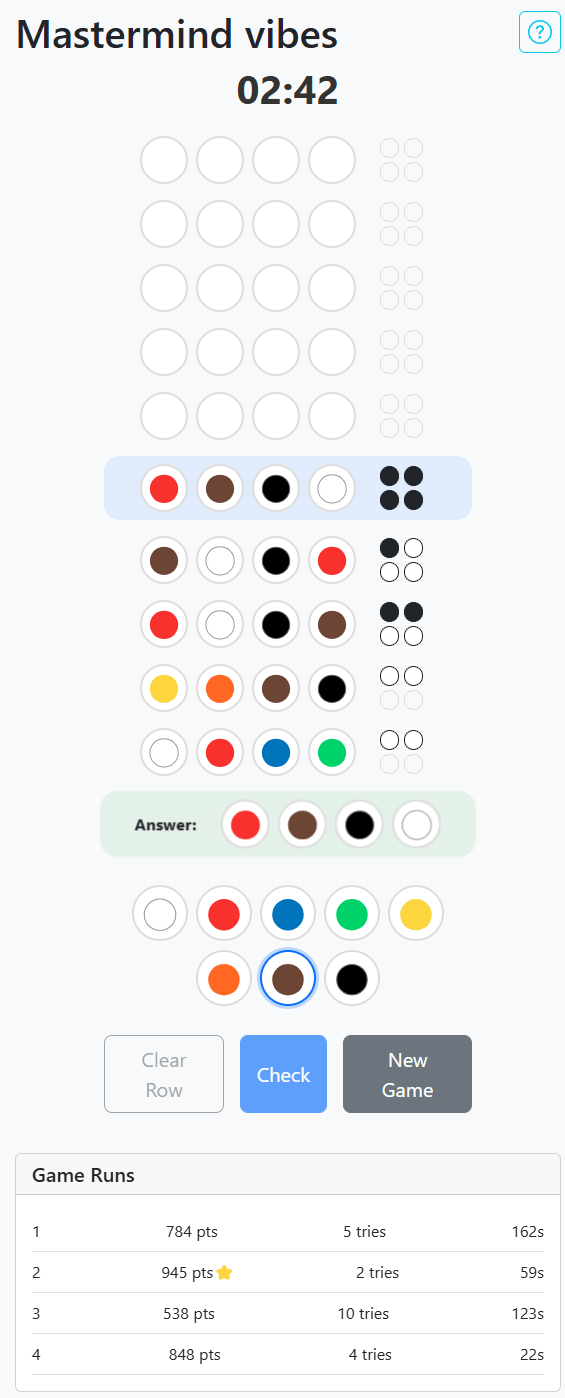 Mastermind vibes
?
02:42
Answer:
Clear
Row
Check
New
Game
Game Runs
1 784 pts 5 tries 162s
2 945 pts 2 tries 59s
3 538 pts 10 tries 123s
4 848 pts 4 tries 22s